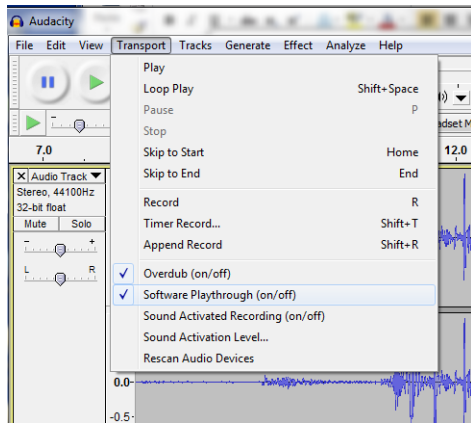 Audacity
File Edit View Transport Tracks Generate Effect Analyze Help
Play
Loop Play Shift+Space
Pause P
Stop
Skip to Start Home
Skip to End End
Record R
Timer Record... Shift+T
Append Record Shift+R
Overdub (on/off)
Software Playthrough (on/off)
Sound Activated Recording (on/off)
Sound Activation Level...
Rescan Audio Devices
adset M
7.0 12.0
X Audio Track
Stereo, 44100Hz
32-bit float
Mute Solo
- +
L R
0.0-
-0.5-